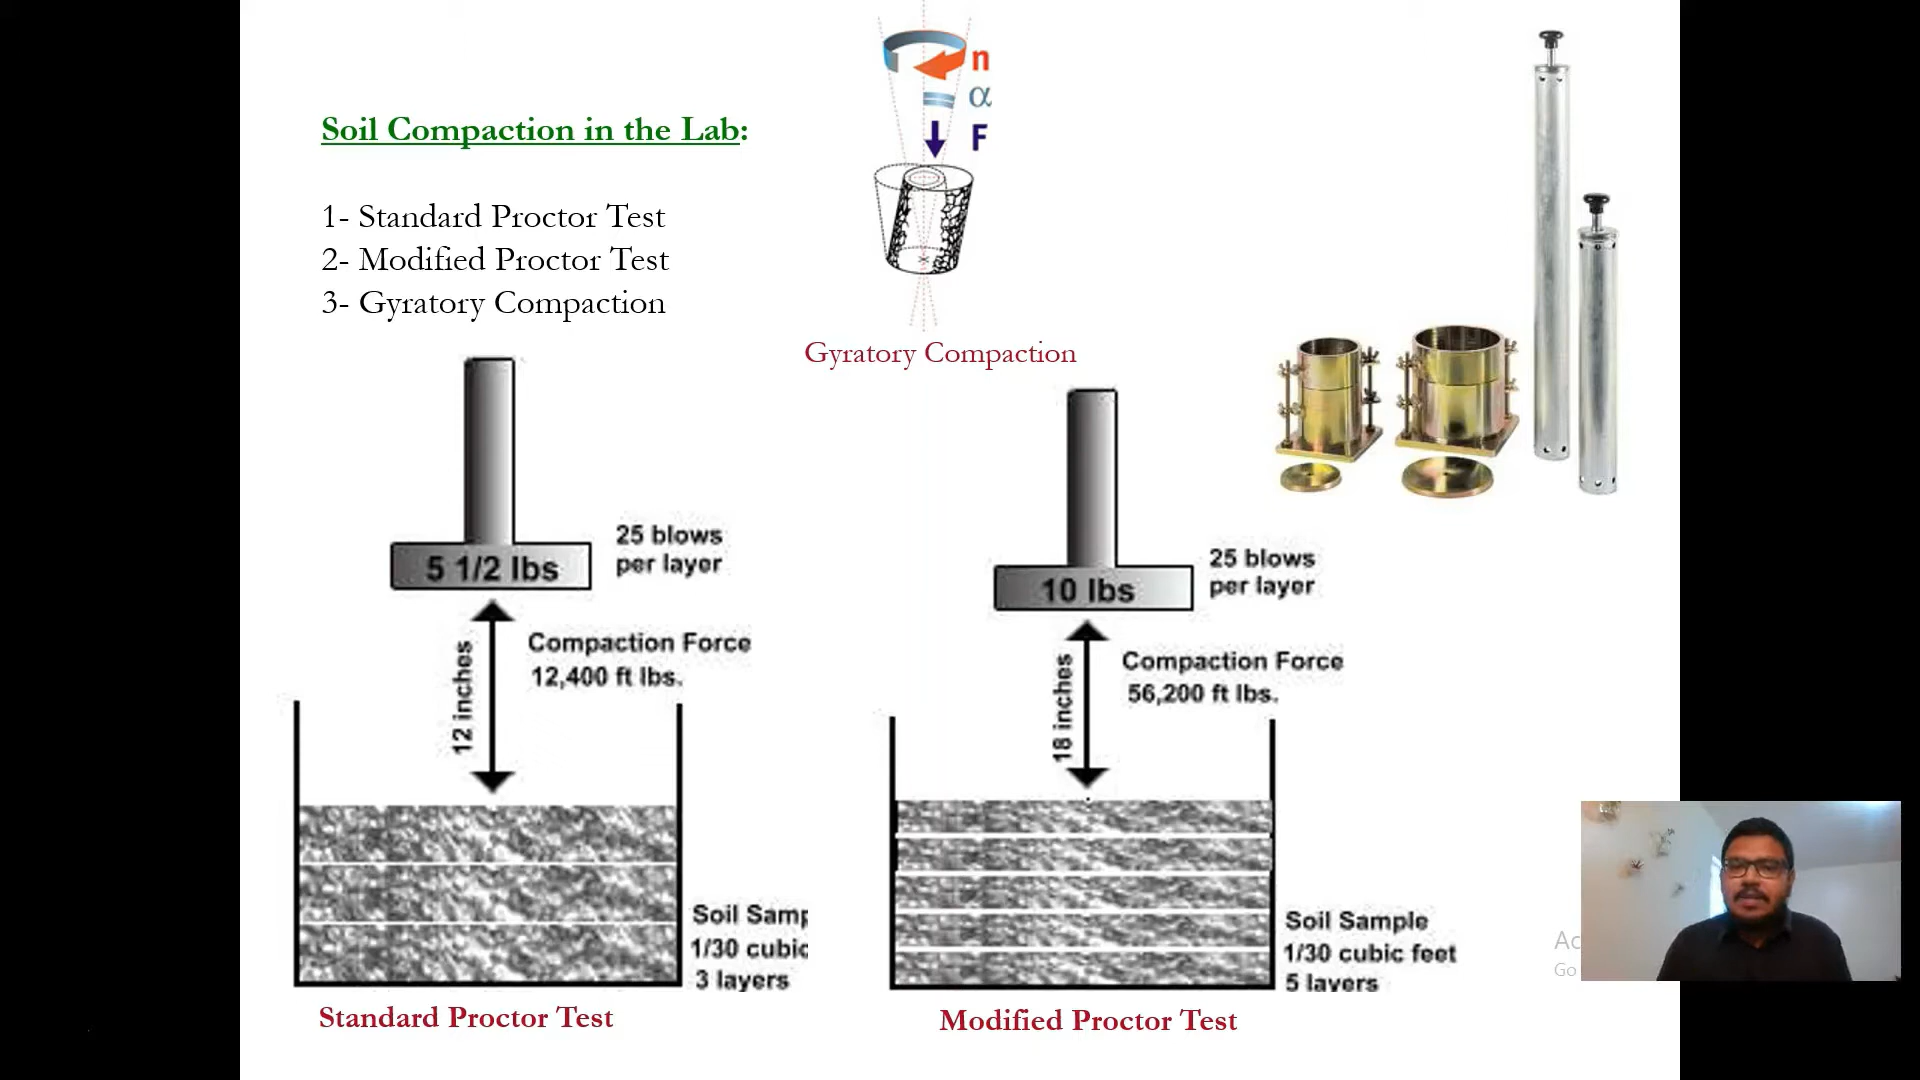 Soil Compaction in the Lab:
1- Standard Proctor Test
2- Modified Proctor Test
3- Gyratory Compaction
n
α
F
Gyratory Compaction
5 1/2 lbs
25 blows
per layer
12 inches
Compaction Force
12,400 ft lbs.
Soil Samp
1/30 cubic
3 layers
Standard Proctor Test
10 lbs
25 blows
per layer
18 inches
Compaction Force
56,200 ft lbs.
Soil Sample
1/30 cubic feet
5 layers
Modified Proctor Test
Ac
Go